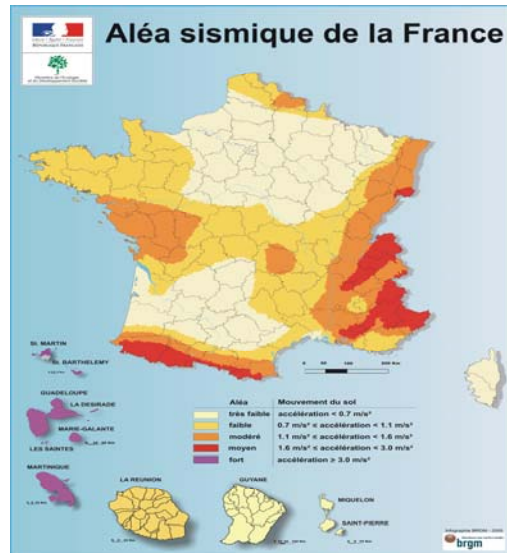 Aléa sismique de la France
RÉPUBLIQUE FRANÇAISE
ST. MARTIN
ST. BARTHELEMY
GUADELOUPE
LA DESIRADE
MARIE-GALANTE
LES SAINTES
MARTINIQUE
Aléa Mouvement du sol
très faible accélération < 0.7 m/s²
faible 0.7 m/s² ≤ accélération < 1.1 m/s²
modéré 1.1 m/s² ≤ accélération < 1.6 m/s²
moyen 1.6 m/s² ≤ accélération < 3.0 m/s²
fort accélération ≥ 3.0 m/s²
LA REUNION
GUYANE
MIQUELON
SAINT-PIERRE
brgm